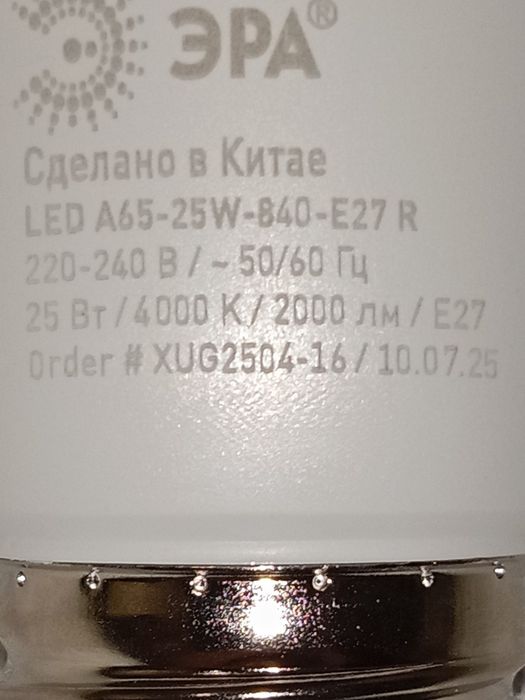 ЭРА®
Сделано в Китае
LED A65-25W-840-E27 R
220-240 В / ~ 50/60 Гц
25 Вт / 4000 К / 2000 лм / E27
Order # XUG2504-16 / 10.07.25